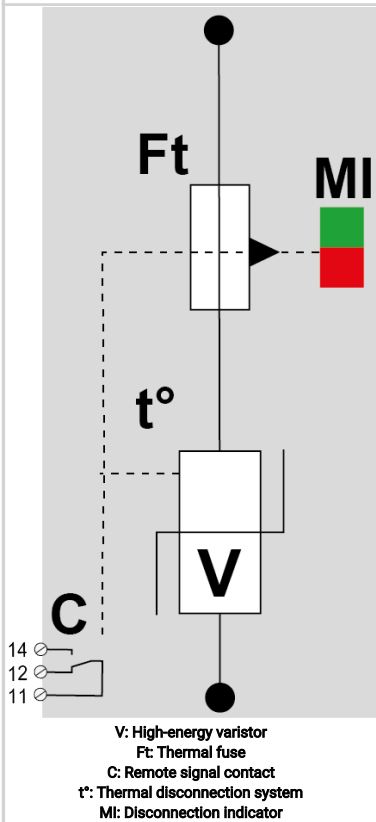 Ft
MI
t°
V
C
14
12
11
V: High-energy varistor
Ft: Thermal fuse
C: Remote signal contact
t°: Thermal disconnection system
MI: Disconnection indicator